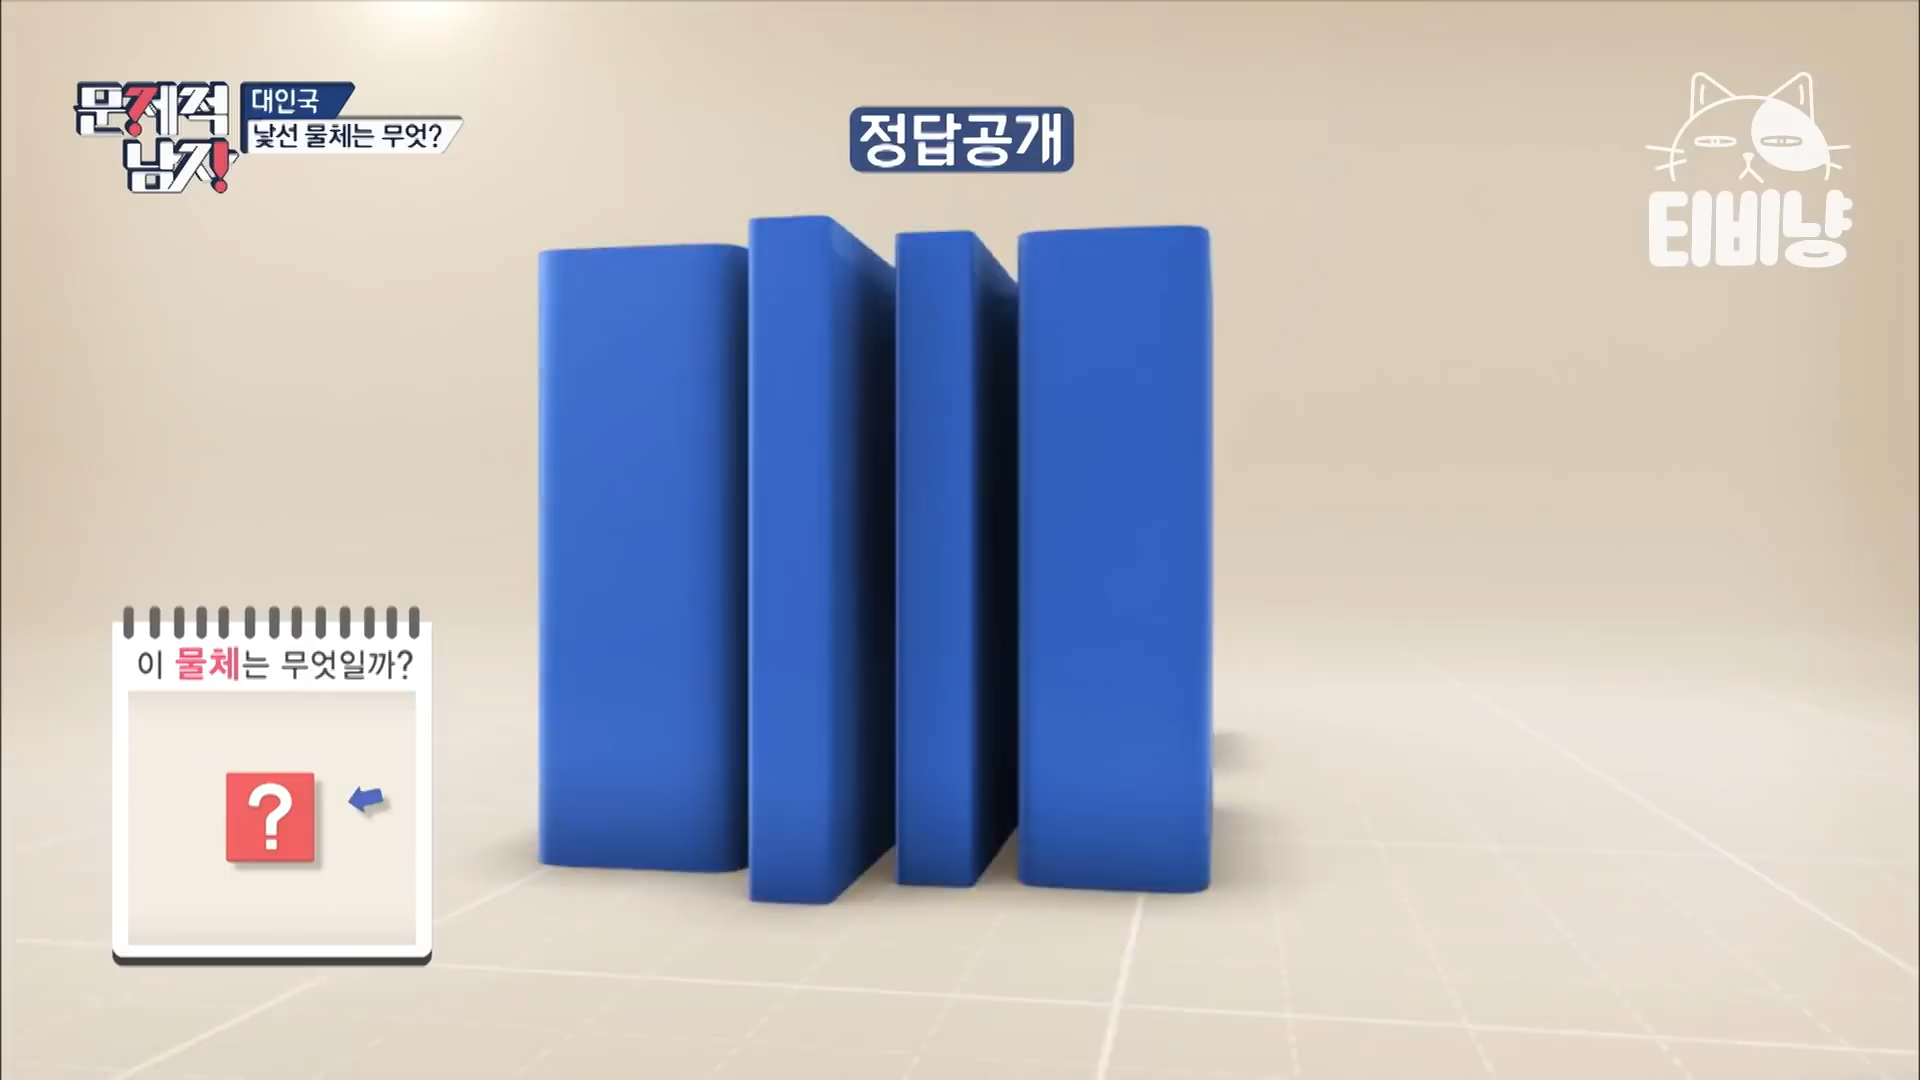 문제적
남자
대인국
낯선 물체는 무엇?
정답공개
티비냥
이 물체는 무엇일까?
?